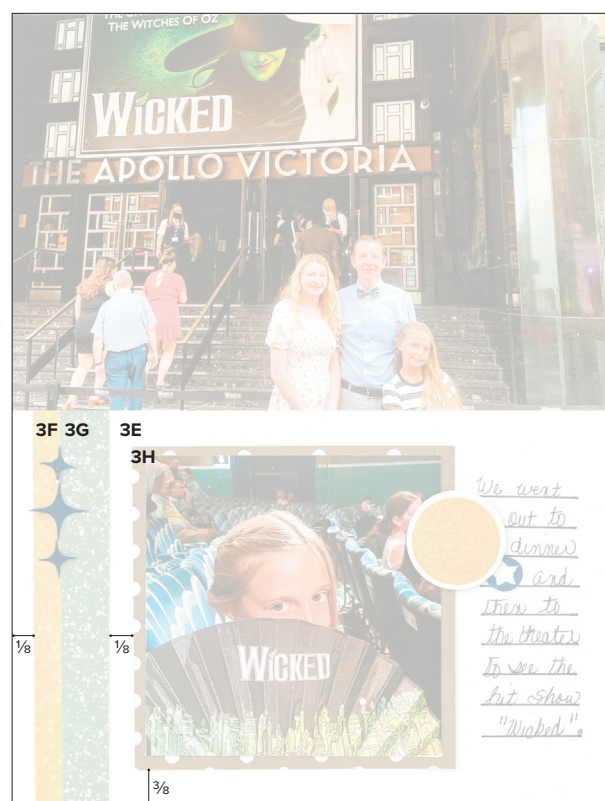 THE WITCHES OF OZ
WICKED
THE APOLLO VICTORIA
3F 3G 3E
3H
We went
out to
dinner
and
then to
the theater
to see the
hit show
"Wicked".
WICKED
⅛ ⅛
⅜